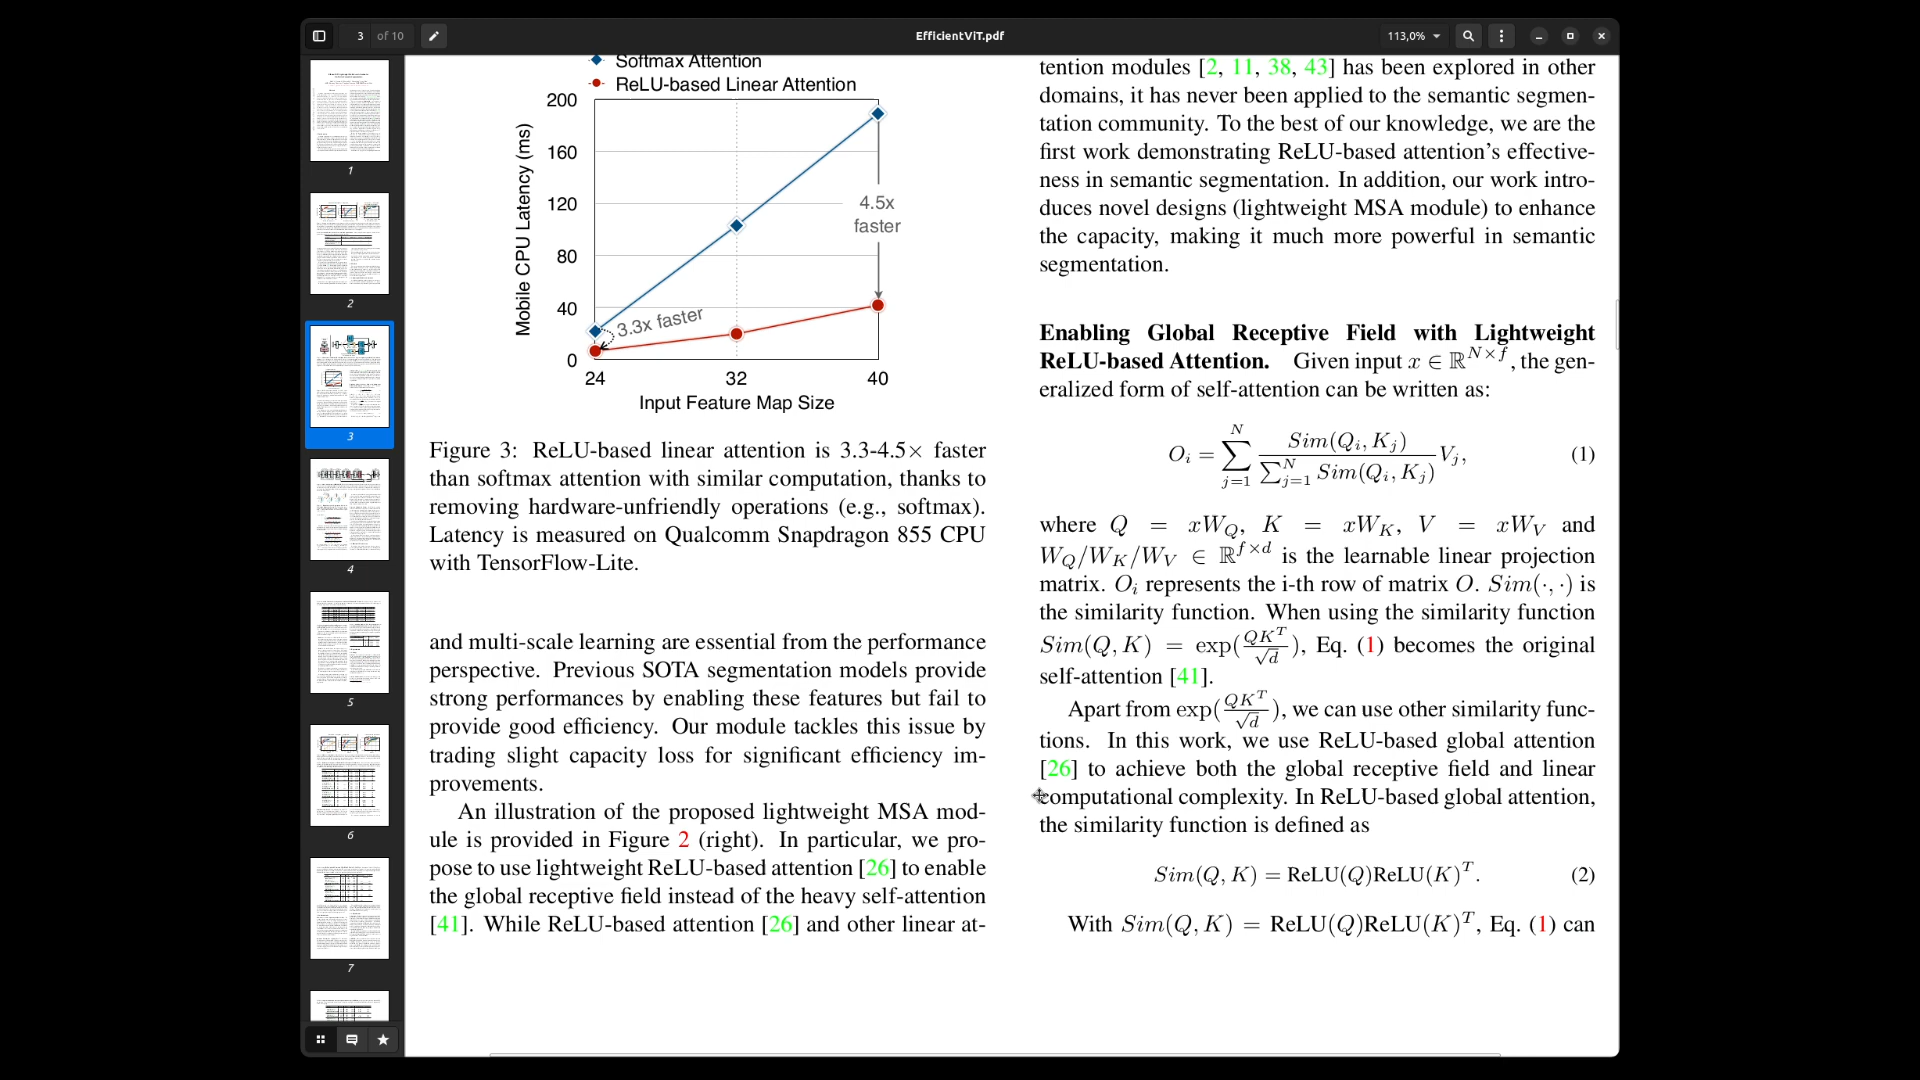 3 of 10
EfficientViT.pdf
113,0%
1
2
3
4
5
6
7
Softmax Attention
ReLU-based Linear Attention
200
160
120
80
40
0
Mobile CPU Latency (ms)
4.5x
faster
3.3x faster
24 32 40
Input Feature Map Size
Figure 3: ReLU-based linear attention is 3.3-4.5× faster
than softmax attention with similar computation, thanks to
removing hardware-unfriendly operations (e.g., softmax).
Latency is measured on Qualcomm Snapdragon 855 CPU
with TensorFlow-Lite.
and multi-scale learning are essential from the performance
perspective. Previous SOTA segmentation models provide
strong performances by enabling these features but fail to
provide good efficiency. Our module tackles this issue by
trading slight capacity loss for significant efficiency im-
provements.
An illustration of the proposed lightweight MSA mod-
ule is provided in Figure 2 (right). In particular, we pro-
pose to use lightweight ReLU-based attention [26] to enable
the global receptive field instead of the heavy self-attention
[41]. While ReLU-based attention [26] and other linear at-
tention modules [2, 11, 38, 43] has been explored in other
domains, it has never been applied to the semantic segmen-
tation community. To the best of our knowledge, we are the
first work demonstrating ReLU-based attention's effective-
ness in semantic segmentation. In addition, our work intro-
duces novel designs (lightweight MSA module) to enhance
the capacity, making it much more powerful in semantic
segmentation.
Enabling Global Receptive Field with Lightweight
ReLU-based Attention. Given input x ∈ ℝ^{N×f}, the gen-
eralized form of self-attention can be written as:
O_i = ∑_{j=1}^{N} \frac{Sim(Q_i, K_j)}{∑_{j=1}^{N} Sim(Q_i, K_j)} V_j, (1)
where Q = xW_Q, K = xW_K, V = xW_V and
W_Q/W_K/W_V ∈ ℝ^{f×d} is the learnable linear projection
matrix. O_i represents the i-th row of matrix O. Sim(·, ·) is
the similarity function. When using the similarity function
Sim(Q, K) = exp(\frac{QK^T}{√d}), Eq. (1) becomes the original
self-attention [41].
Apart from exp(\frac{QK^T}{√d}), we can use other similarity func-
tions. In this work, we use ReLU-based global attention
[26] to achieve both the global receptive field and linear
computational complexity. In ReLU-based global attention,
the similarity function is defined as
Sim(Q, K) = ReLU(Q)ReLU(K)^T. (2)
With Sim(Q, K) = ReLU(Q)ReLU(K)^T, Eq. (1) can